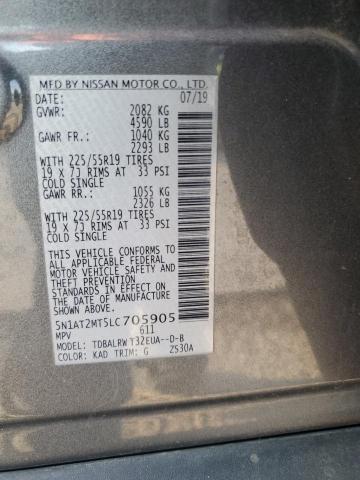 MFD BY NISSAN MOTOR CO., LTD.
DATE: 07/19
GVWR: 2082 KG
4590 LB
GAWR FR.: 1040 KG
2293 LB
WITH 225/55R19 TIRES
19 X 7J RIMS AT 33 PSI
COLD SINGLE
GAWR RR.: 1055 KG
2326 LB
WITH 225/55R19 TIRES
19 X 7J RIMS AT 33 PSI
COLD SINGLE
THIS VEHICLE CONFORMS TO ALL
APPLICABLE FEDERAL
MOTOR VEHICLE SAFETY
AND THEFT PREVENTION
STANDARDS IN EFFECT ON
THE DATE OF MANUFACTURE
SHOWN ABOVE.
5N1AT2MT5LC705905
MPV 611
MODEL: TDBALRWT32EUA--D-B
COLOR: KAD TRIM: G ZS30A